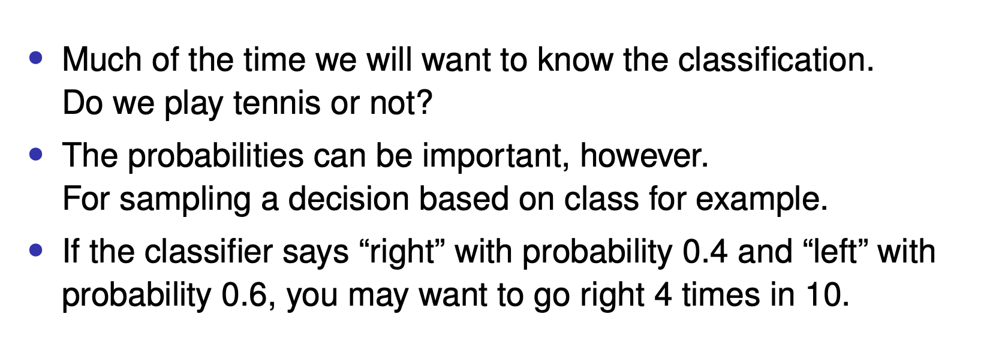 • Much of the time we will want to know the classification.
Do we play tennis or not?
• The probabilities can be important, however.
For sampling a decision based on class for example.
• If the classifier says “right” with probability 0.4 and “left” with
probability 0.6, you may want to go right 4 times in 10.